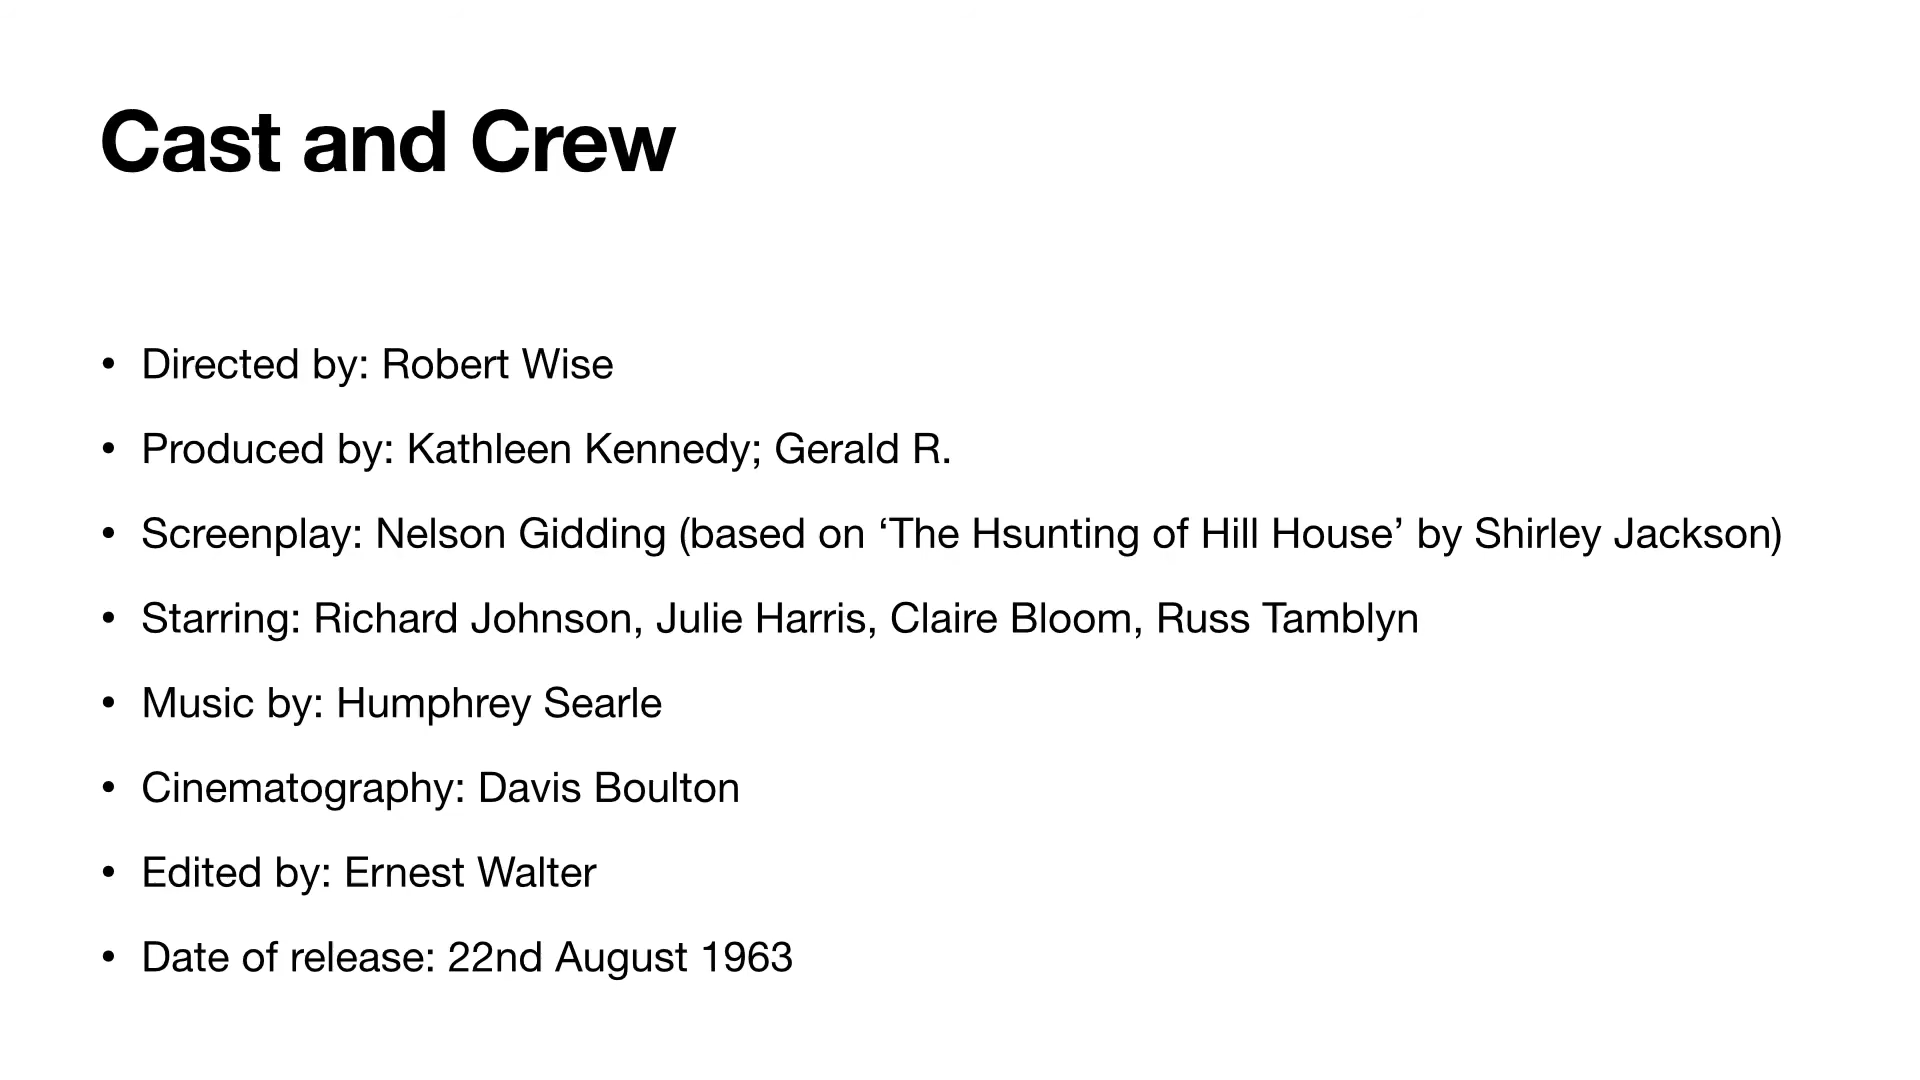 Cast and Crew
• Directed by: Robert Wise
• Produced by: Kathleen Kennedy; Gerald R.
• Screenplay: Nelson Gidding (based on ‘The Hsunting of Hill House’ by Shirley Jackson)
• Starring: Richard Johnson, Julie Harris, Claire Bloom, Russ Tamblyn
• Music by: Humphrey Searle
• Cinematography: Davis Boulton
• Edited by: Ernest Walter
• Date of release: 22nd August 1963